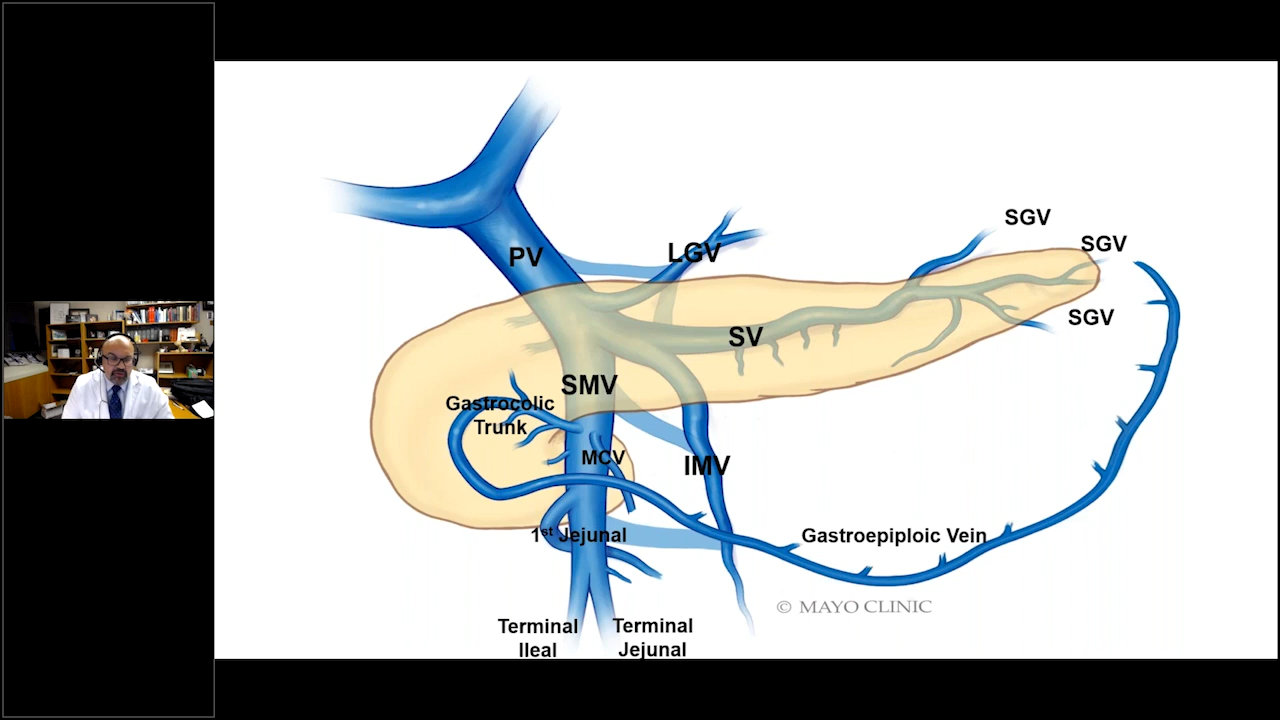 SGV
SGV
PV
LGV
SGV
SV
SMV
Gastrocolic
Trunk
MCV
IMV
1st Jejunal
Gastroepiploic Vein
© MAYO CLINIC
Terminal
Ileal
Terminal
Jejunal